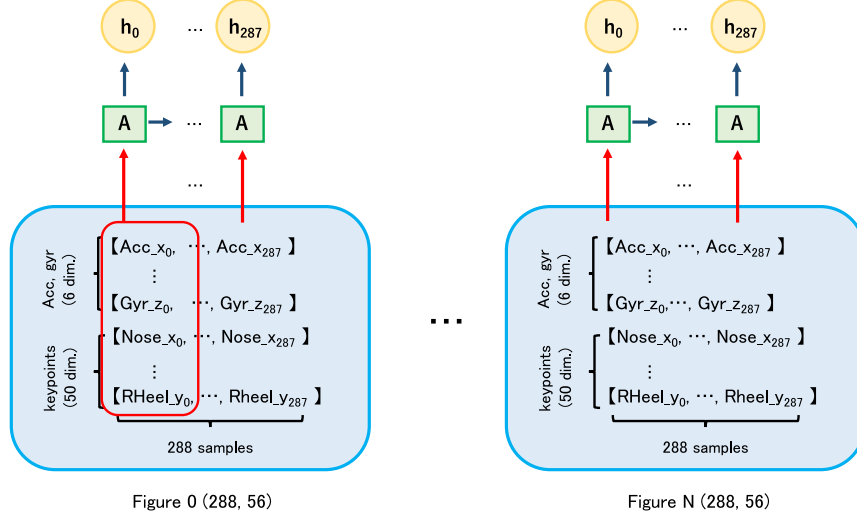 h0 ... h287
A ... A
...
Acc, gyr
(6 dim.)
【Acc_x0, ..., Acc_x287 】
⋮
【Gyr_z0, ..., Gyr_z287 】
keypoints
(50 dim.)
【Nose_x0, ..., Nose_x287 】
⋮
【RHeel_y0, ..., Rheel_y287 】
288 samples
Figure 0 (288, 56)
...
h0 ... h287
A ... A
...
Acc, gyr
(6 dim.)
【Acc_x0, ..., Acc_x287 】
⋮
【Gyr_z0,..., Gyr_z287 】
keypoints
(50 dim.)
【Nose_x0, ..., Nose_x287 】
⋮
【RHeel_y0, ..., Rheel_y287 】
288 samples
Figure N (288, 56)